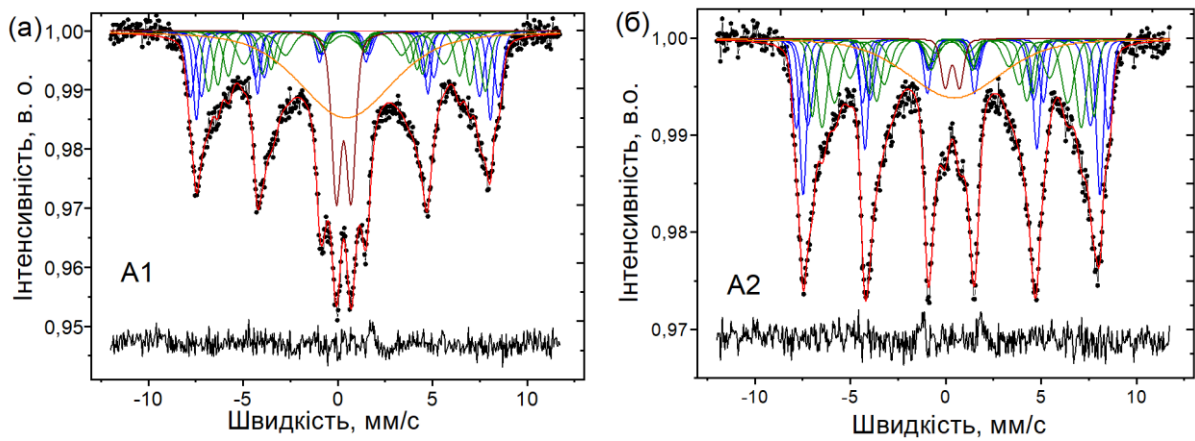 (а)
1,00
0,99
0,98
0,97
0,96
0,95
Інтенсивність, в. о.
A1
-10 -5 0 5 10
Швидкість, мм/с
(б)
1,00
0,99
0,98
0,97
Інтенсивність, в.о.
A2
-10 -5 0 5 10
Швидкість, мм/с